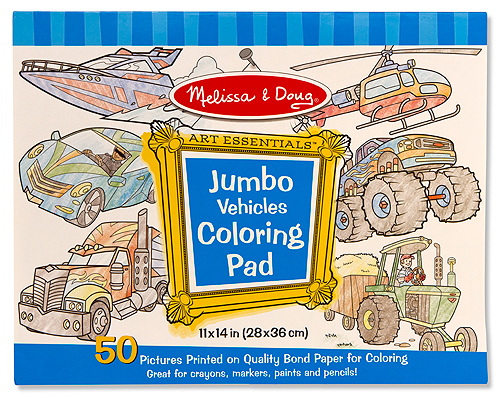 Melissa & Doug®
ART ESSENTIALS™
Jumbo
Vehicles
Coloring
Pad
11x14 in (28x36 cm)
50 Pictures Printed on Quality Bond Paper for Coloring
Great for crayons, markers, paints and pencils!